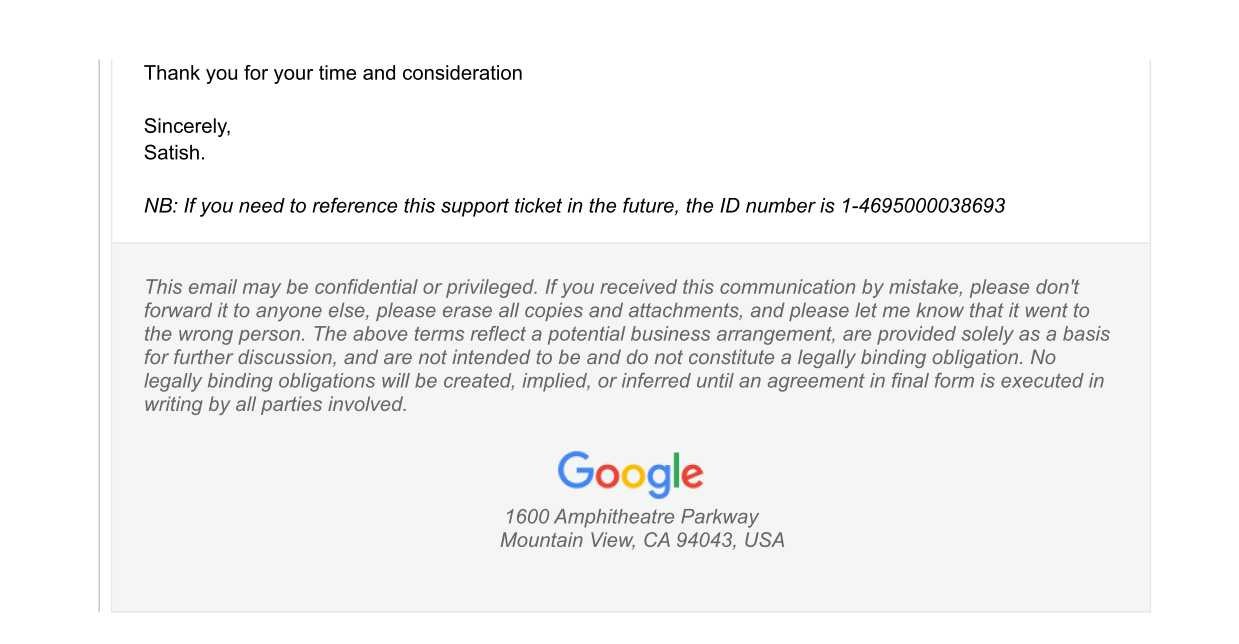 Thank you for your time and consideration
Sincerely,
Satish.
NB: If you need to reference this support ticket in the future, the ID number is 1-4695000038693
This email may be confidential or privileged. If you received this communication by mistake, please don't
forward it to anyone else, please erase all copies and attachments, and please let me know that it went to
the wrong person. The above terms reflect a potential business arrangement, are provided solely as a basis
for further discussion, and are not intended to be and do not constitute a legally binding obligation. No
legally binding obligations will be created, implied, or inferred until an agreement in final form is executed in
writing by all parties involved.
Google
1600 Amphitheatre Parkway
Mountain View, CA 94043, USA